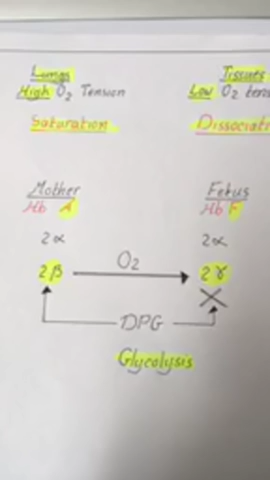 Lungs Tissues
High O2 Tension Low O2
Saturation
Mother Fetus
Hb A Hb F
2α 2α
2β O2 2γ
DPG
Glycolysis